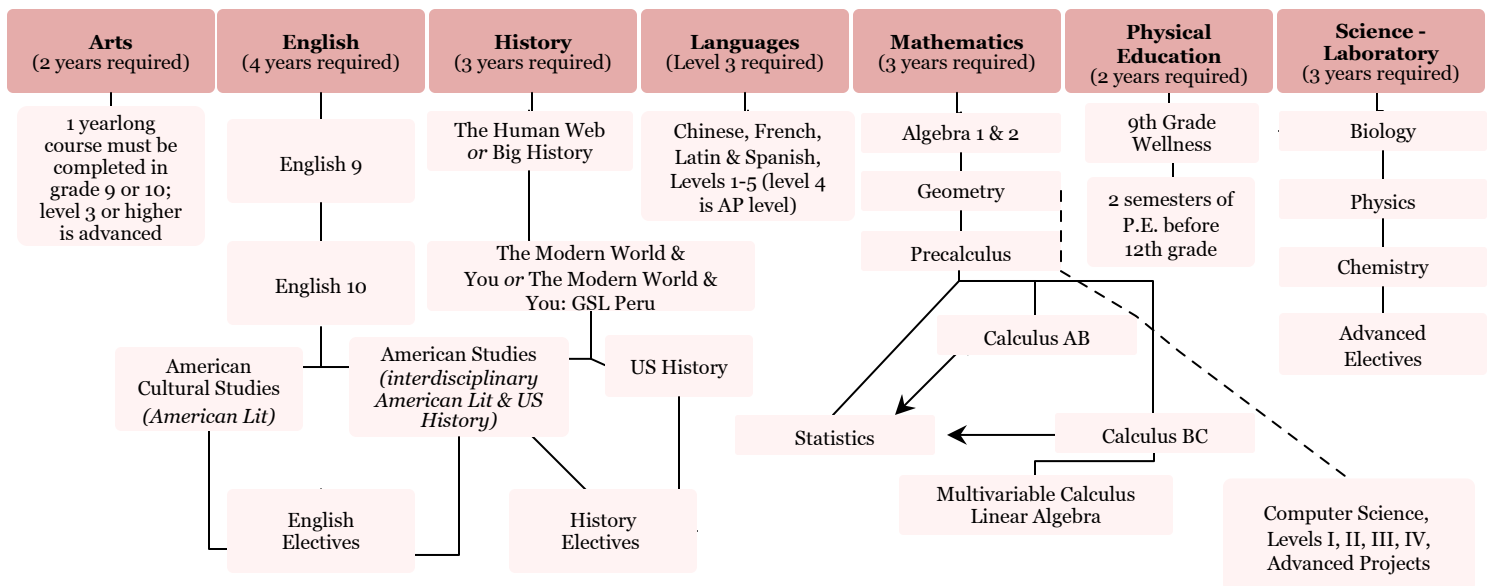 Arts
(2 years required)
1 yearlong
course must be
completed in
grade 9 or 10;
level 3 or higher
is advanced
English
(4 years required)
English 9
English 10
American
Cultural Studies
(American Lit)
American Studies
(interdisciplinary
American Lit & US
History)
English
Electives
History
(3 years required)
The Human Web
or Big History
The Modern World &
You or The Modern World &
You: GSL Peru
US History
History
Electives
Languages
(Level 3 required)
Chinese, French,
Latin & Spanish,
Levels 1-5 (level 4
is AP level)
Mathematics
(3 years required)
Algebra 1 & 2
Geometry
Precalculus
Calculus AB
Statistics
Calculus BC
Multivariable Calculus
Linear Algebra
Computer Science,
Levels I, II, III, IV,
Advanced Projects
Physical
Education
(2 years required)
9th Grade
Wellness
2 semesters of
P.E. before
12th grade
Science -
Laboratory
(3 years required)
Biology
Physics
Chemistry
Advanced
Electives